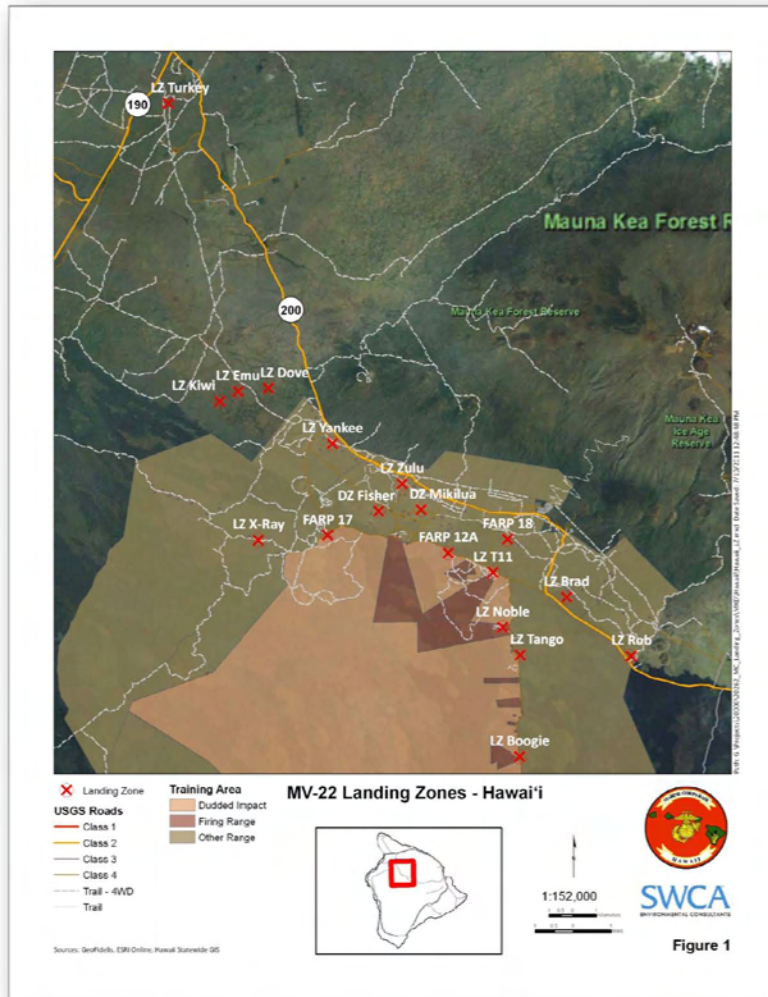 190
LZ Turkey
Mauna Kea Forest R
200
Mauna Kea Forest Reserve
LZ Kiwi
LZ Emu
LZ Dove
Mauna Kea
Ice Age
Reserve
LZ Yankee
LZ Zulu
DZ Fisher
DZ Mikilua
LZ X-Ray
FARP 17
FARP 18
FARP 12A
LZ T11
LZ Brad
LZ Noble
LZ Tango
LZ Rob
LZ Boogie
Landing Zone
USGS Roads
Class 1
Class 2
Class 3
Class 4
Trail - 4WD
Trail
Training Area
Dudded Impact
Firing Range
Other Range
MV-22 Landing Zones - Hawai‘i
1:152,000
HAWAII
SWCA
ENVIRONMENTAL CONSULTANTS
Figure 1
Sources: GeoFidelis, ESRI Online, Hawaii Statewide GIS